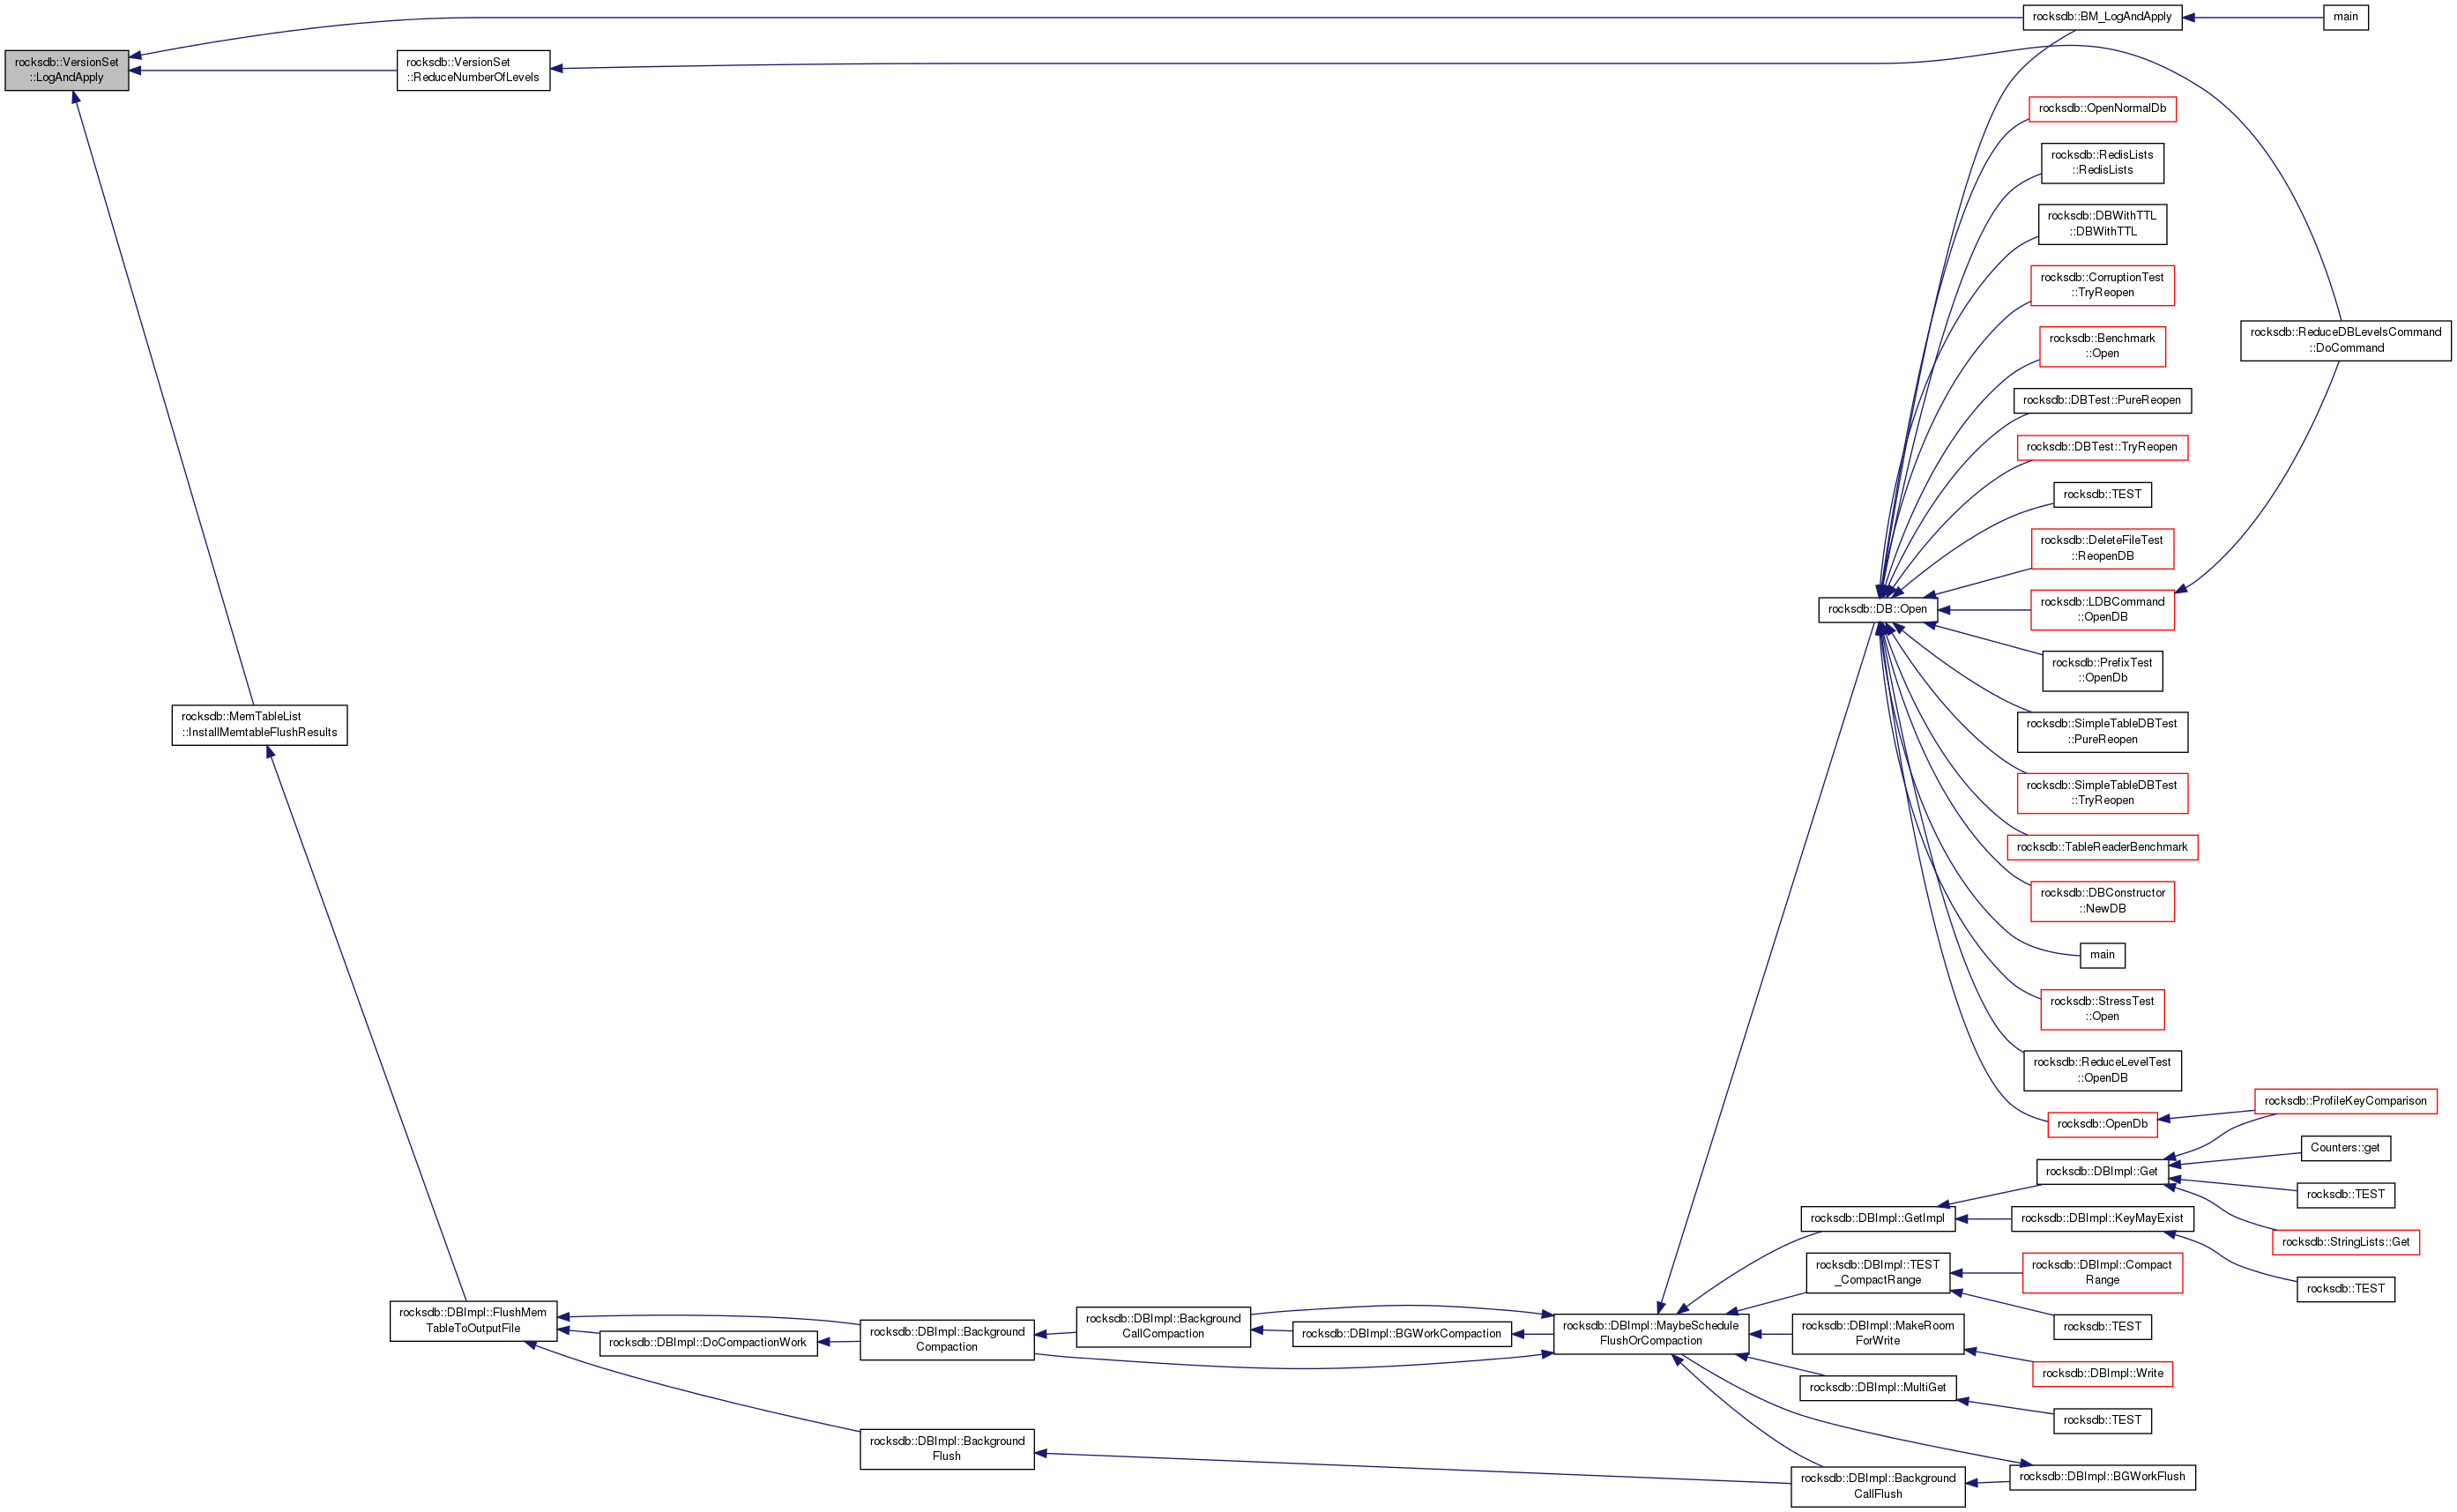 rocksdb::VersionSet
::LogAndApply
rocksdb::VersionSet
::ReduceNumberOfLevels
rocksdb::MemTableList
::InstallMemtableFlushResults
rocksdb::DBImpl::FlushMem
TableToOutputFile
rocksdb::DBImpl::DoCompactionWork
rocksdb::DBImpl::Background
Compaction
rocksdb::DBImpl::Background
Flush
rocksdb::DBImpl::Background
CallCompaction
rocksdb::DBImpl::BGWorkCompaction
rocksdb::DBImpl::MaybeSchedule
FlushOrCompaction
rocksdb::DB::Open
rocksdb::DBImpl::GetImpl
rocksdb::DBImpl::TEST
_CompactRange
rocksdb::DBImpl::MakeRoom
ForWrite
rocksdb::DBImpl::MultiGet
rocksdb::DBImpl::Background
CallFlush
rocksdb::BM_LogAndApply
rocksdb::OpenNormalDb
rocksdb::RedisLists
::RedisLists
rocksdb::DBWithTTL
::DBWithTTL
rocksdb::CorruptionTest
::TryReopen
rocksdb::Benchmark
::Open
rocksdb::DBTest::PureReopen
rocksdb::DBTest::TryReopen
rocksdb::TEST
rocksdb::DeleteFileTest
::ReopenDB
rocksdb::LDBCommand
::OpenDB
rocksdb::PrefixTest
::OpenDb
rocksdb::SimpleTableDBTest
::PureReopen
rocksdb::SimpleTableDBTest
::TryReopen
rocksdb::TableReaderBenchmark
rocksdb::DBConstructor
::NewDB
main
rocksdb::StressTest
::Open
rocksdb::ReduceLevelTest
::OpenDB
rocksdb::OpenDb
rocksdb::DBImpl::Get
rocksdb::DBImpl::KeyMayExist
rocksdb::DBImpl::Compact
Range
rocksdb::TEST
rocksdb::DBImpl::Write
rocksdb::TEST
rocksdb::DBImpl::BGWorkFlush
main
rocksdb::ReduceDBLevelsCommand
::DoCommand
rocksdb::ProfileKeyComparison
Counters::get
rocksdb::TEST
rocksdb::StringLists::Get
rocksdb::TEST